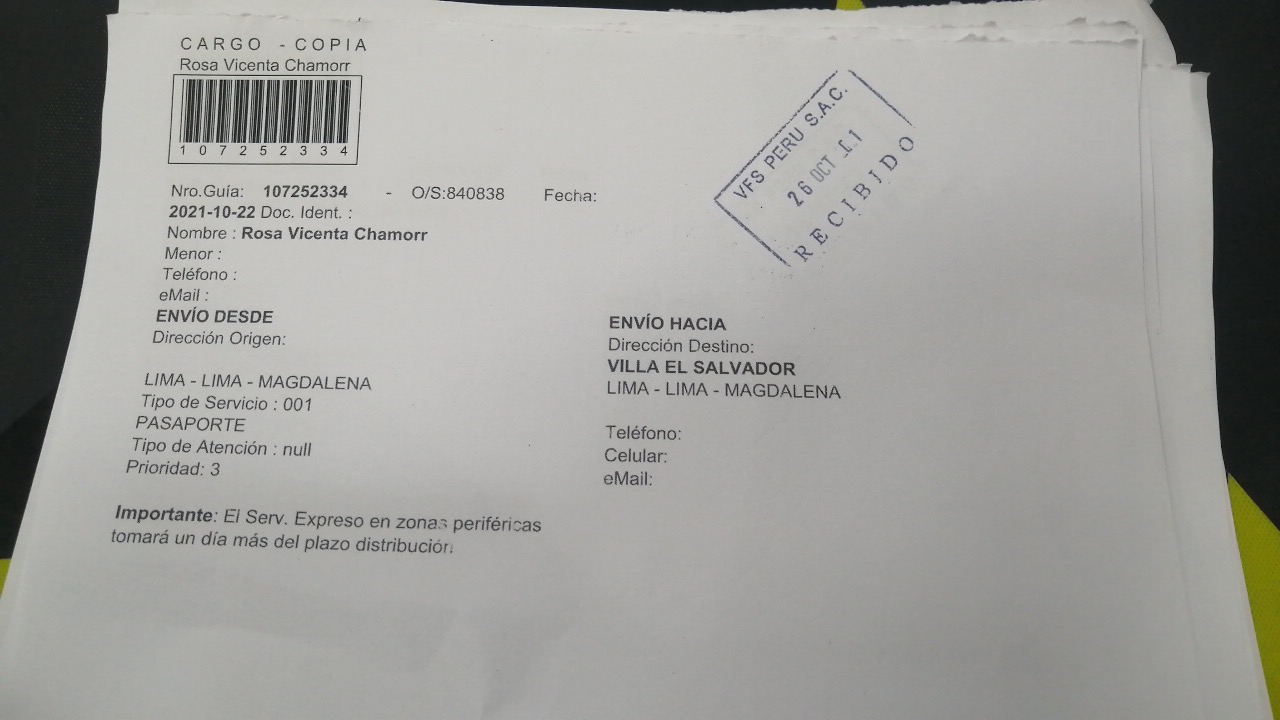 CARGO - COPIA
Rosa Vicenta Chamorr
107252334
Nro.Guía: 107252334 - O/S:840838 Fecha:
2021-10-22 Doc. Ident. :
Nombre : Rosa Vicenta Chamorr
Menor :
Teléfono :
eMail :
ENVÍO DESDE
Dirección Origen:
LIMA - LIMA - MAGDALENA
Tipo de Servicio : 001
PASAPORTE
Tipo de Atención : null
Prioridad: 3
Importante: El Serv. Expreso en zonas periféricas
tomará un día más del plazo distribución.
ENVÍO HACIA
Dirección Destino:
VILLA EL SALVADOR
LIMA - LIMA - MAGDALENA
Teléfono:
Celular:
eMail:
VFS PERU S.A.C.
26 OCT
RECIBIDO